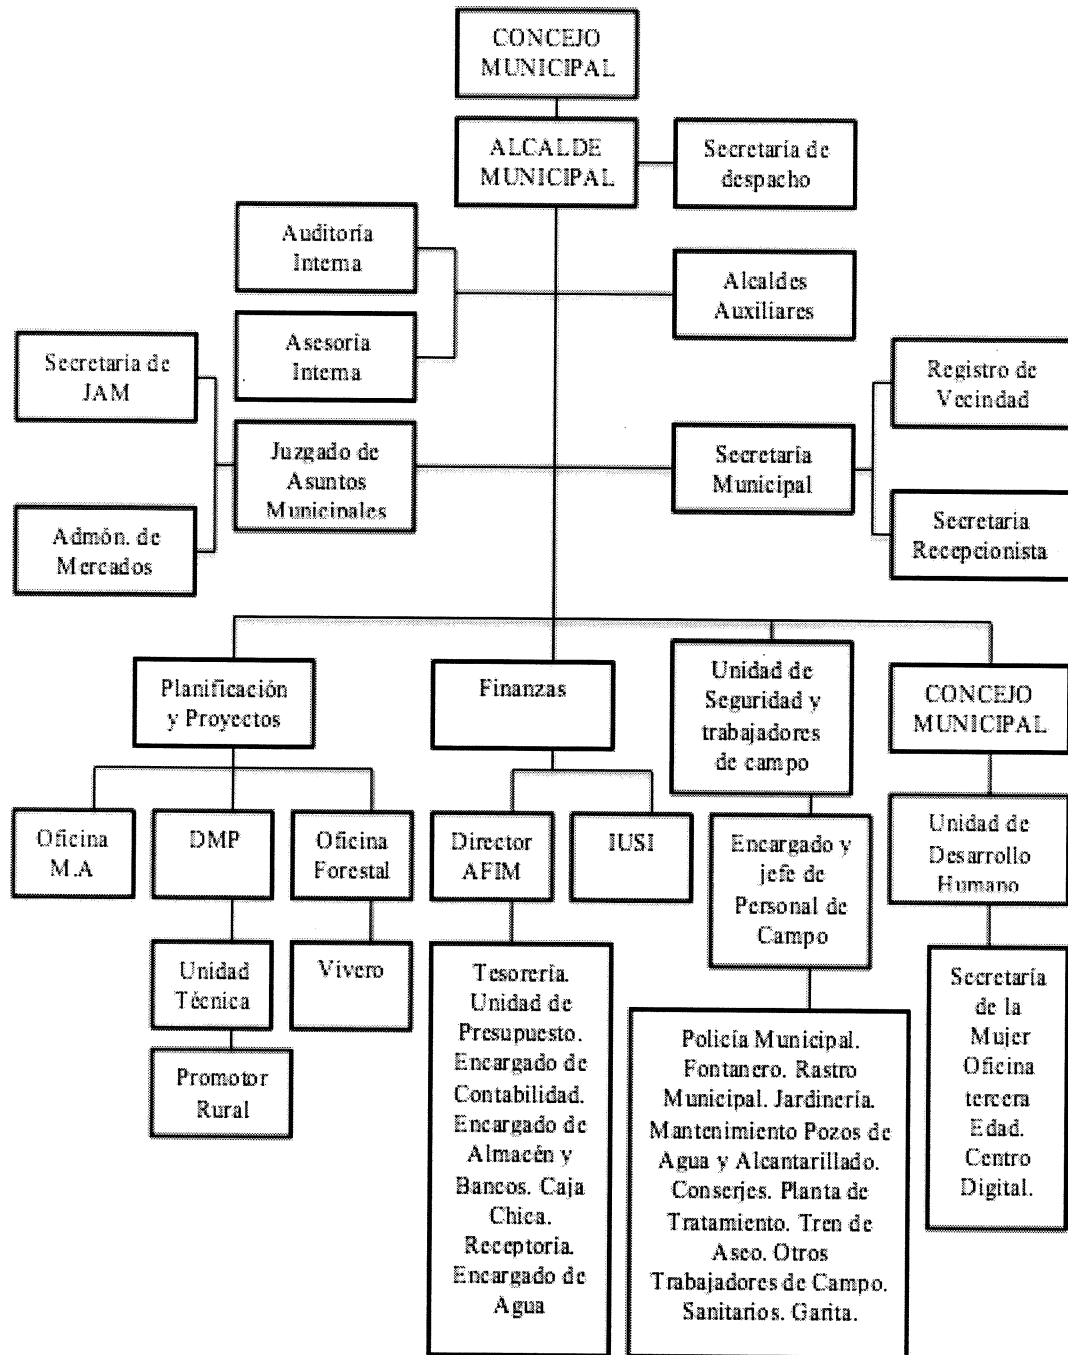 CONCEJO
MUNICIPAL
ALCALDE
MUNICIPAL
Secretaría de
despacho
Auditoría
Interna
Alcaldes
Auxiliares
Asesoría
Interna
Secretaria de
JAM
Registro de
Vecindad
Juzgado de
Asuntos
Municipales
Secretaría
Municipal
Admón. de
Mercados
Secretaria
Recepcionista
Planificación
y Proyectos
Finanzas
Unidad de
Seguridad y
trabajadores
de campo
CONCEJO
MUNICIPAL
Oficina
M.A
DMP
Oficina
Forestal
Director
AFIM
IUSI
Encargado y
jefe de
Personal de
Campo
Unidad de
Desarrollo
Humano
Unidad
Técnica
Vivero
Promotor
Rural
Tesorería.
Unidad de
Presupuesto.
Encargado de
Contabilidad.
Encargado de
Almacén y
Bancos. Caja
Chica.
Receptoria.
Encargado de
Agua
Policía Municipal.
Fontanero. Rastro
Municipal. Jardinería.
Mantenimiento Pozos de
Agua y Alcantarillado.
Conserjes. Planta de
Tratamiento. Tren de
Aseo. Otros
Trabajadores de Campo.
Sanitarios. Garita.
Secretaría
de la
Mujer
Oficina
tercera
Edad.
Centro
Digital.